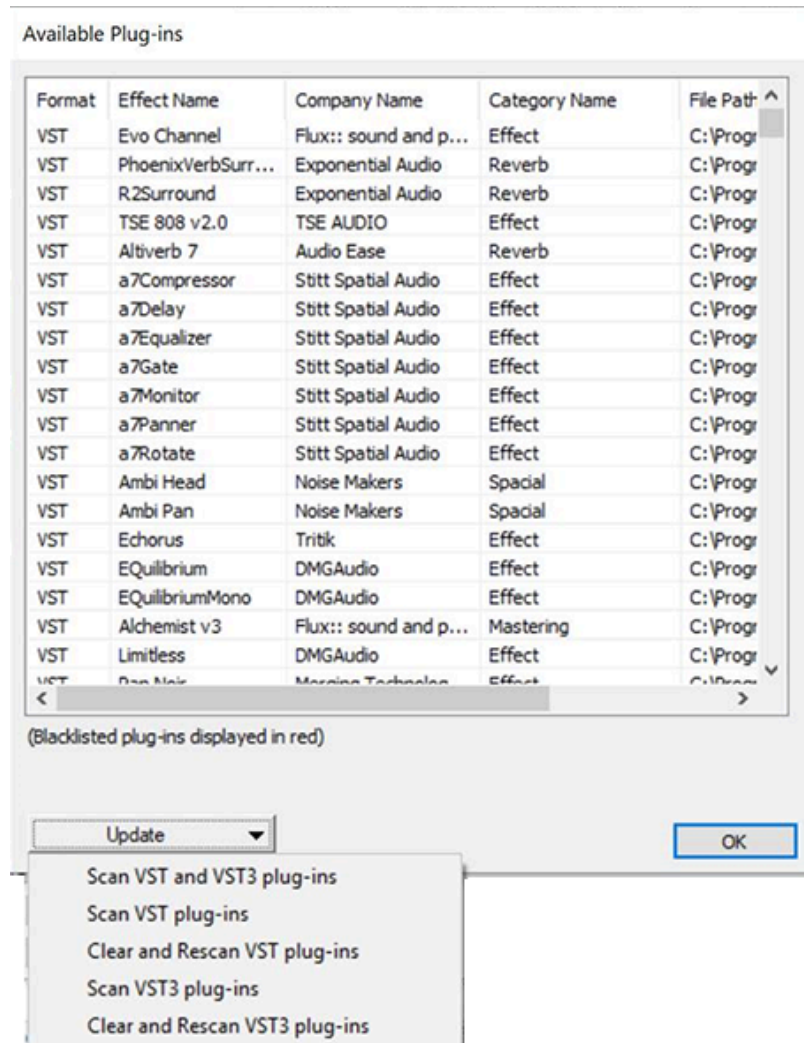 Available Plug-ins
Format Effect Name Company Name Category Name File Path
VST Evo Channel Flux:: sound and p... Effect C:\Progr
VST PhoenixVerbSurr... Exponential Audio Reverb C:\Progr
VST R2Surround Exponential Audio Reverb C:\Progr
VST TSE 808 v2.0 TSE AUDIO Effect C:\Progr
VST Altiverb 7 Audio Ease Reverb C:\Progr
VST a7Compressor Stitt Spatial Audio Effect C:\Progr
VST a7Delay Stitt Spatial Audio Effect C:\Progr
VST a7Equalizer Stitt Spatial Audio Effect C:\Progr
VST a7Gate Stitt Spatial Audio Effect C:\Progr
VST a7Monitor Stitt Spatial Audio Effect C:\Progr
VST a7Panner Stitt Spatial Audio Effect C:\Progr
VST a7Rotate Stitt Spatial Audio Effect C:\Progr
VST Ambi Head Noise Makers Spacial C:\Progr
VST Ambi Pan Noise Makers Spacial C:\Progr
VST Echorus Tritik Effect C:\Progr
VST EQuilibrium DMGAudio Effect C:\Progr
VST EQuilibriumMono DMGAudio Effect C:\Progr
VST Alchemist v3 Flux:: sound and p... Mastering C:\Progr
VST Limitless DMGAudio Effect C:\Progr
VST Pan Noir Merging Technolog... Effect C:\Progr
(Blacklisted plug-ins displayed in red)
Update
OK
Scan VST and VST3 plug-ins
Scan VST plug-ins
Clear and Rescan VST plug-ins
Scan VST3 plug-ins
Clear and Rescan VST3 plug-ins